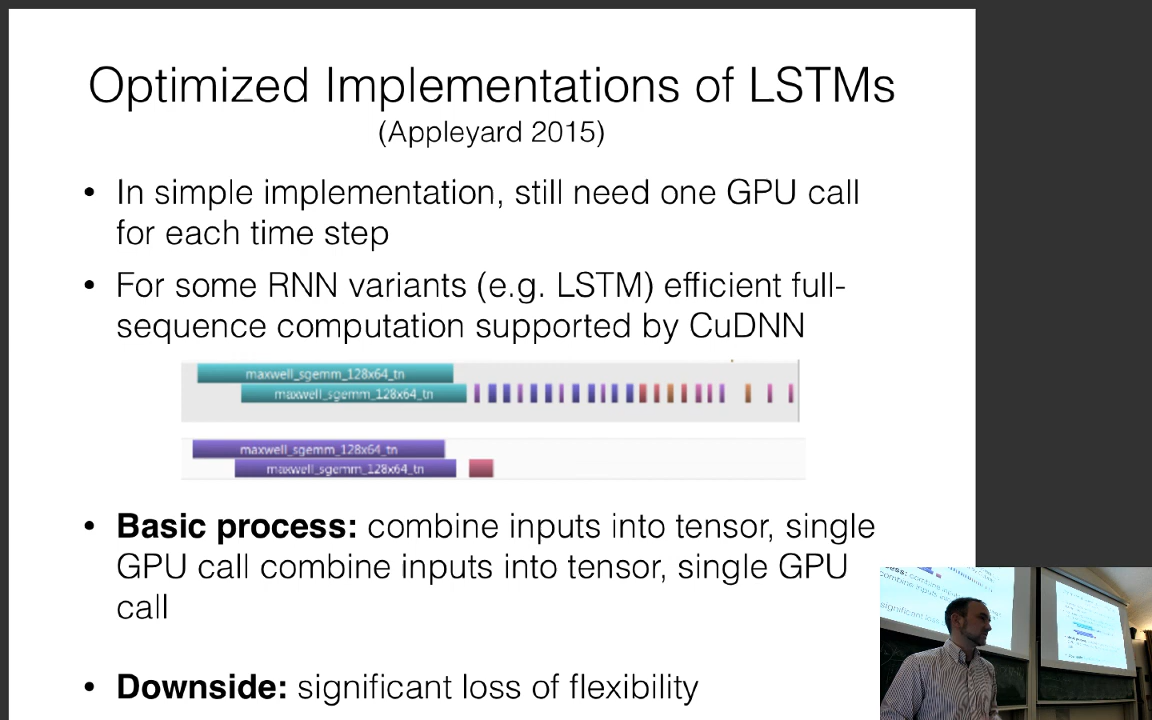 Optimized Implementations of LSTMs
(Appleyard 2015)
• In simple implementation, still need one GPU call
for each time step
• For some RNN variants (e.g. LSTM) efficient full-
sequence computation supported by CuDNN
maxwell_sgemm_128x64_tn
maxwell_sgemm_128x64_tn
maxwell_sgemm_128x64_tn
maxwell_sgemm_128x64_tn
• Basic process: combine inputs into tensor, single
GPU call combine inputs into tensor, single GPU
call
• Downside: significant loss of flexibility